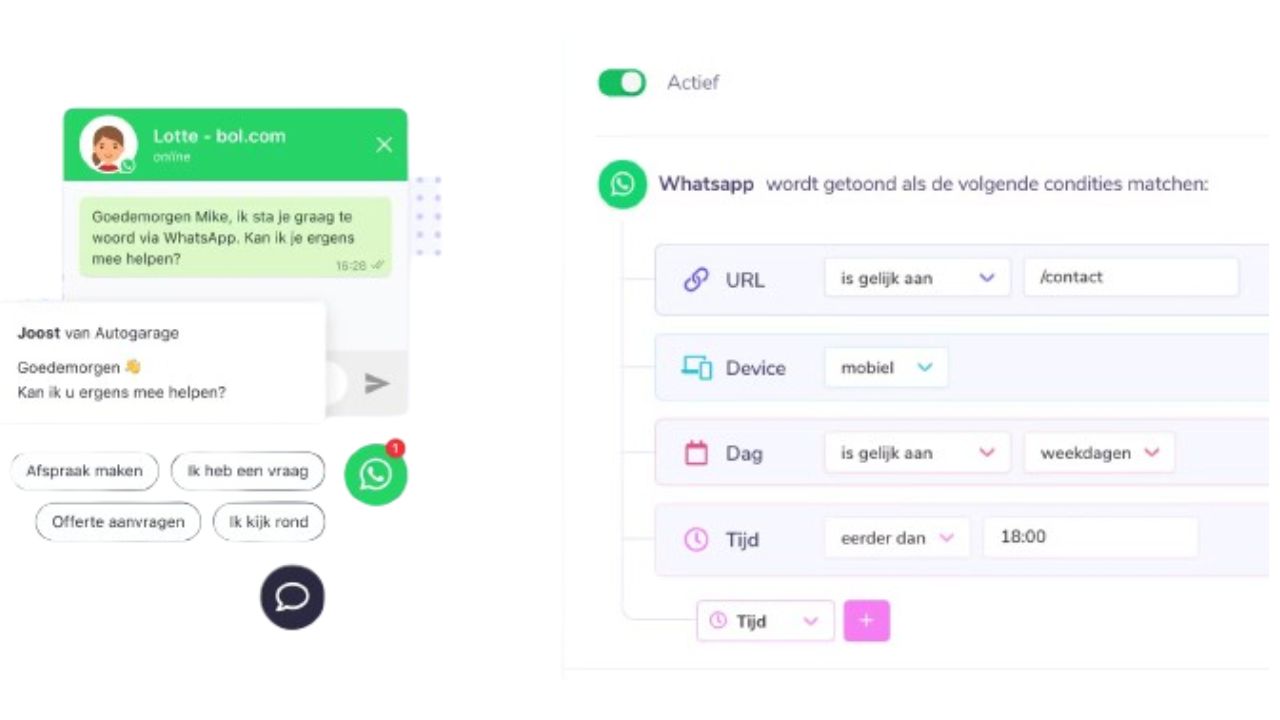 Lotte - bol.com
online
Goedemorgen Mike, ik sta je graag te
woord via WhatsApp. Kan ik je ergens
mee helpen?
16:28
Joost van Autogarage
Goedemorgen 👋
Kan ik u ergens mee helpen?
Afspraak maken
Ik heb een vraag
1
Offerte aanvragen
Ik kijk rond
Actief
Whatsapp wordt getoond als de volgende condities matchen:
URL is gelijk aan /contact
Device mobiel
Dag is gelijk aan weekdagen
Tijd eerder dan 18:00
Tijd +